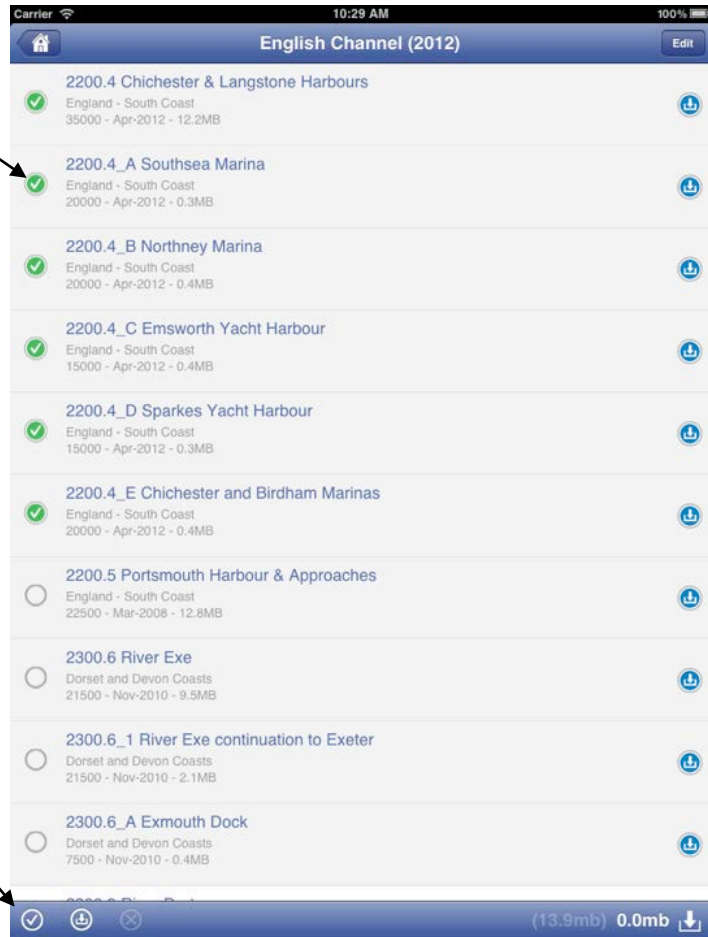 Carrier 10:29 AM 100%
English Channel (2012) Edit
2200.4 Chichester & Langstone Harbours
England - South Coast
35000 - Apr-2012 - 12.2MB
2200.4_A Southsea Marina
England - South Coast
20000 - Apr-2012 - 0.3MB
2200.4_B Northney Marina
England - South Coast
20000 - Apr-2012 - 0.4MB
2200.4_C Emsworth Yacht Harbour
England - South Coast
15000 - Apr-2012 - 0.4MB
2200.4_D Sparkes Yacht Harbour
England - South Coast
15000 - Apr-2012 - 0.3MB
2200.4_E Chichester and Birdham Marinas
England - South Coast
20000 - Apr-2012 - 0.4MB
2200.5 Portsmouth Harbour & Approaches
England - South Coast
22500 - Mar-2008 - 12.8MB
2300.6 River Exe
Dorset and Devon Coasts
21500 - Nov-2010 - 9.5MB
2300.6_1 River Exe continuation to Exeter
Dorset and Devon Coasts
21500 - Nov-2010 - 2.1MB
2300.6_A Exmouth Dock
Dorset and Devon Coasts
7500 - Nov-2010 - 0.4MB
(13.9mb) 0.0mb